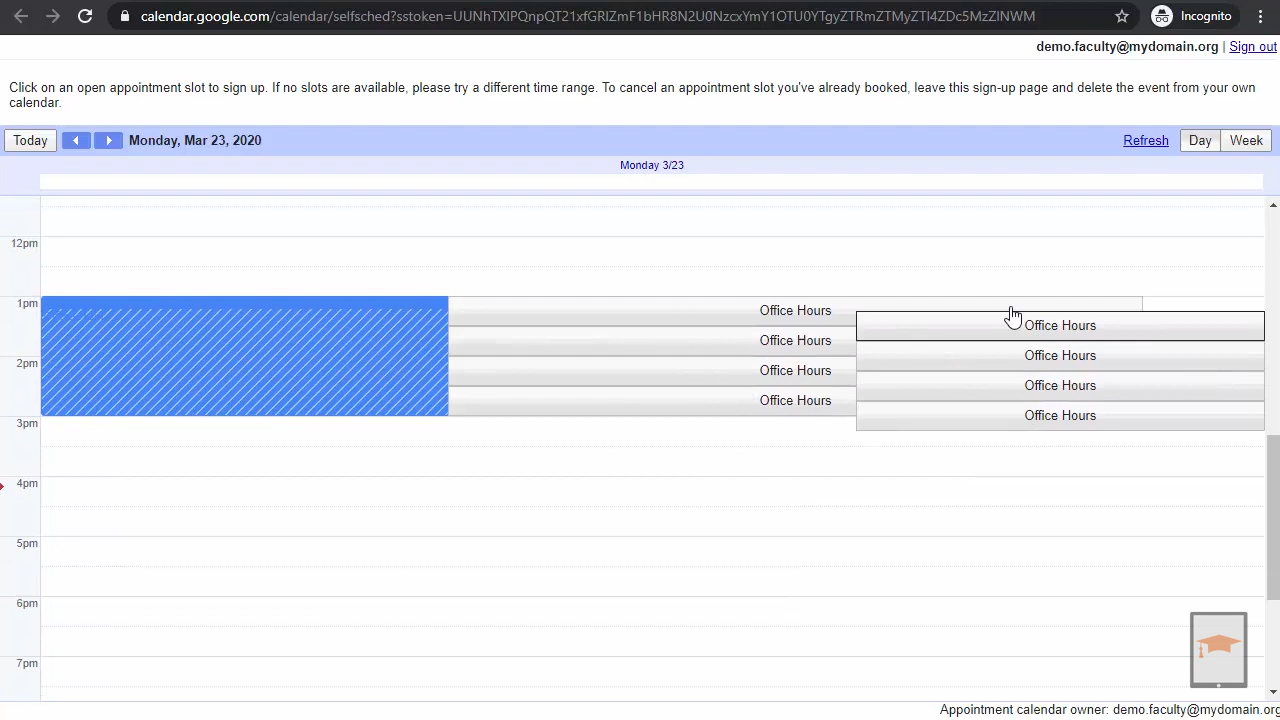 calendar.google.com/calendar/selfsched?sstoken=UUNhTXlPQnpQT21xfGRlZmF1bHR8N2U0NzcxYmY1OTU0YTgyZTRmZTMyZTI4ZDc5MzZlNWM
Incognito
demo.faculty@mydomain.org | Sign out
Click on an open appointment slot to sign up. If no slots are available, please try a different time range. To cancel an appointment slot you've already booked, leave this sign-up page and delete the event from your own
calendar.
Today Monday, Mar 23, 2020 Refresh Day Week
Monday 3/23
12pm
1pm
Office Hours
Office Hours
Office Hours
Office Hours
Office Hours
Office Hours
Office Hours
Office Hours
2pm
3pm
4pm
5pm
6pm
7pm
Appointment calendar owner: demo.faculty@mydomain.org